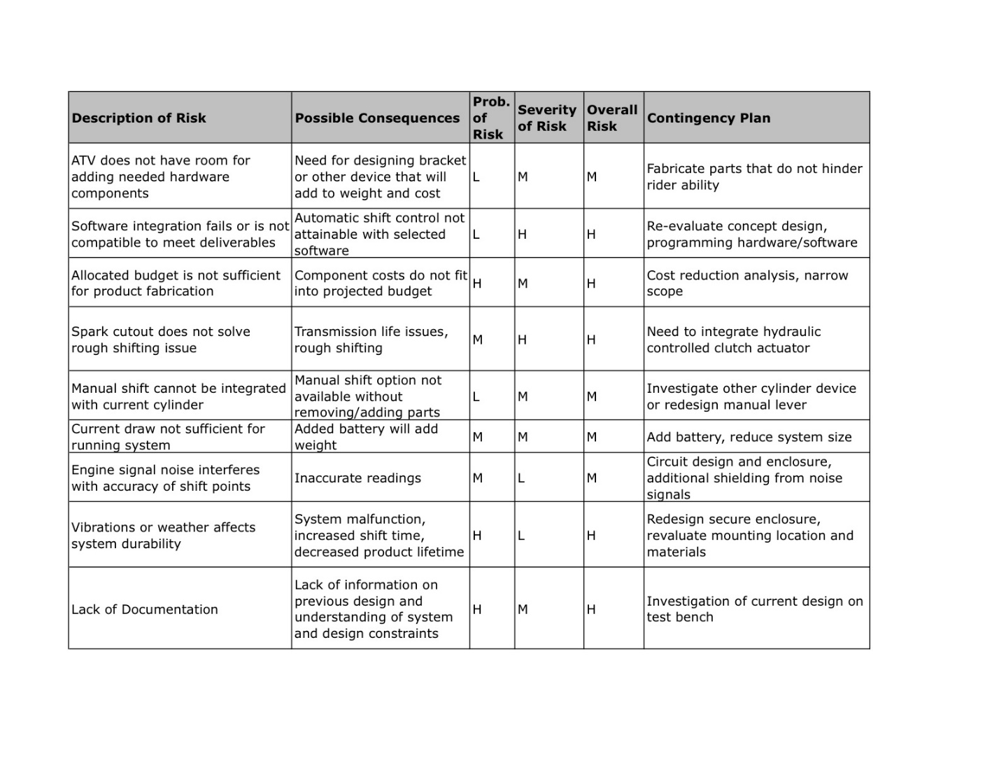 Description of Risk
Possible Consequences
Prob.
of
Risk
Severity
of Risk
Overall
Risk
Contingency Plan
ATV does not have room for
adding needed hardware
components
Need for designing bracket
or other device that will
add to weight and cost
L
M
M
Fabricate parts that do not hinder
rider ability
Software integration fails or is not
compatible to meet deliverables
Automatic shift control not
attainable with selected
software
L
H
H
Re-evaluate concept design,
programming hardware/software
Allocated budget is not sufficient
for product fabrication
Component costs do not fit
into projected budget
H
M
H
Cost reduction analysis, narrow
scope
Spark cutout does not solve
rough shifting issue
Transmission life issues,
rough shifting
M
H
H
Need to integrate hydraulic
controlled clutch actuator
Manual shift cannot be integrated
with current cylinder
Manual shift option not
available without
removing/adding parts
L
M
M
Investigate other cylinder device
or redesign manual lever
Current draw not sufficient for
running system
Added battery will add
weight
M
M
M
Add battery, reduce system size
Engine signal noise interferes
with accuracy of shift points
Inaccurate readings
M
L
M
Circuit design and enclosure,
additional shielding from noise
signals
Vibrations or weather affects
system durability
System malfunction,
increased shift time,
decreased product lifetime
H
L
H
Redesign secure enclosure,
revaluate mounting location and
materials
Lack of Documentation
Lack of information on
previous design and
understanding of system
and design constraints
H
M
H
Investigation of current design on
test bench